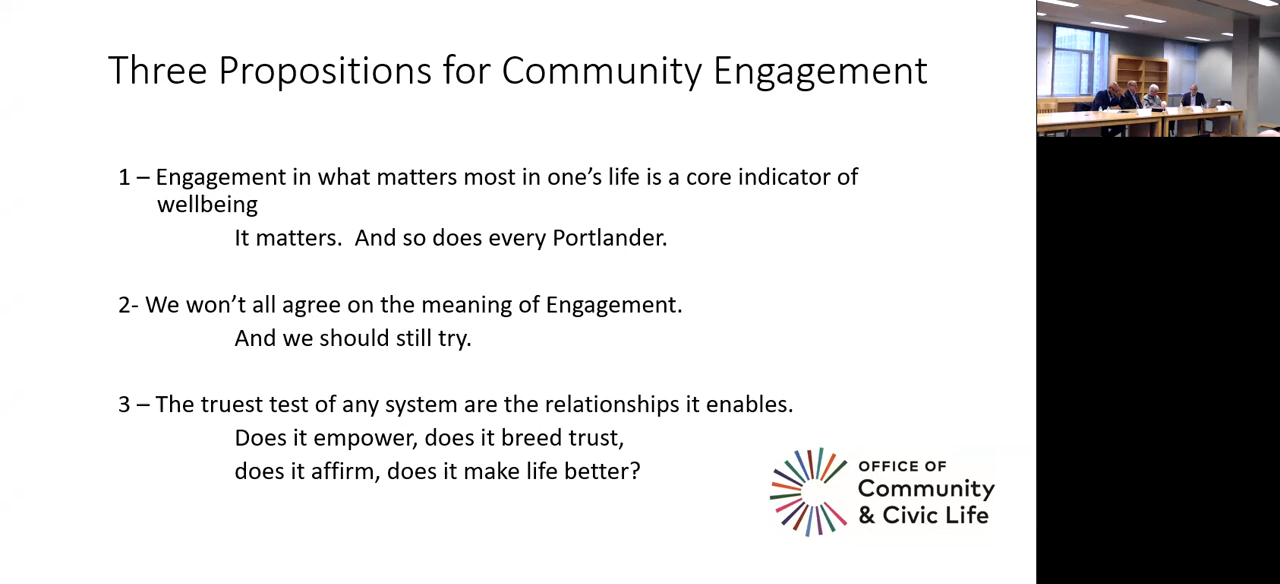 Three Propositions for Community Engagement
1 – Engagement in what matters most in one’s life is a core indicator of
wellbeing
It matters.  And so does every Portlander.
2- We won’t all agree on the meaning of Engagement.
And we should still try.
3 – The truest test of any system are the relationships it enables.
Does it empower, does it breed trust,
does it affirm, does it make life better?
OFFICE OF
Community
& Civic Life